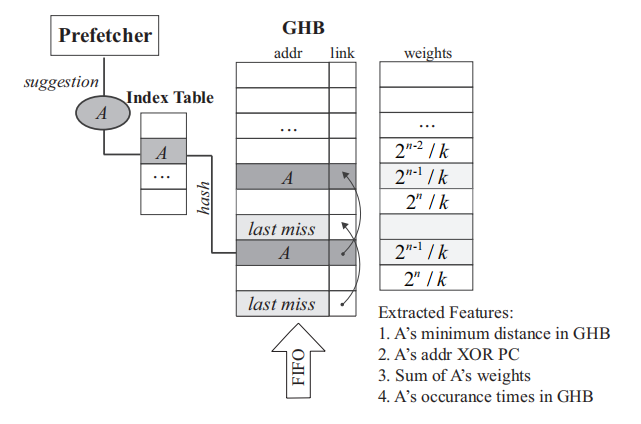 Prefetcher
GHB
addr link weights
suggestion
Index Table
A
...
...
2^{n-2} / k
A
A
2^{n-1} / k
...
2^n / k
hash
last miss
A
2^{n-1} / k
2^n / k
last miss
FIFO
Extracted Features:
1. A's minimum distance in GHB
2. A's addr XOR PC
3. Sum of A's weights
4. A's occurance times in GHB